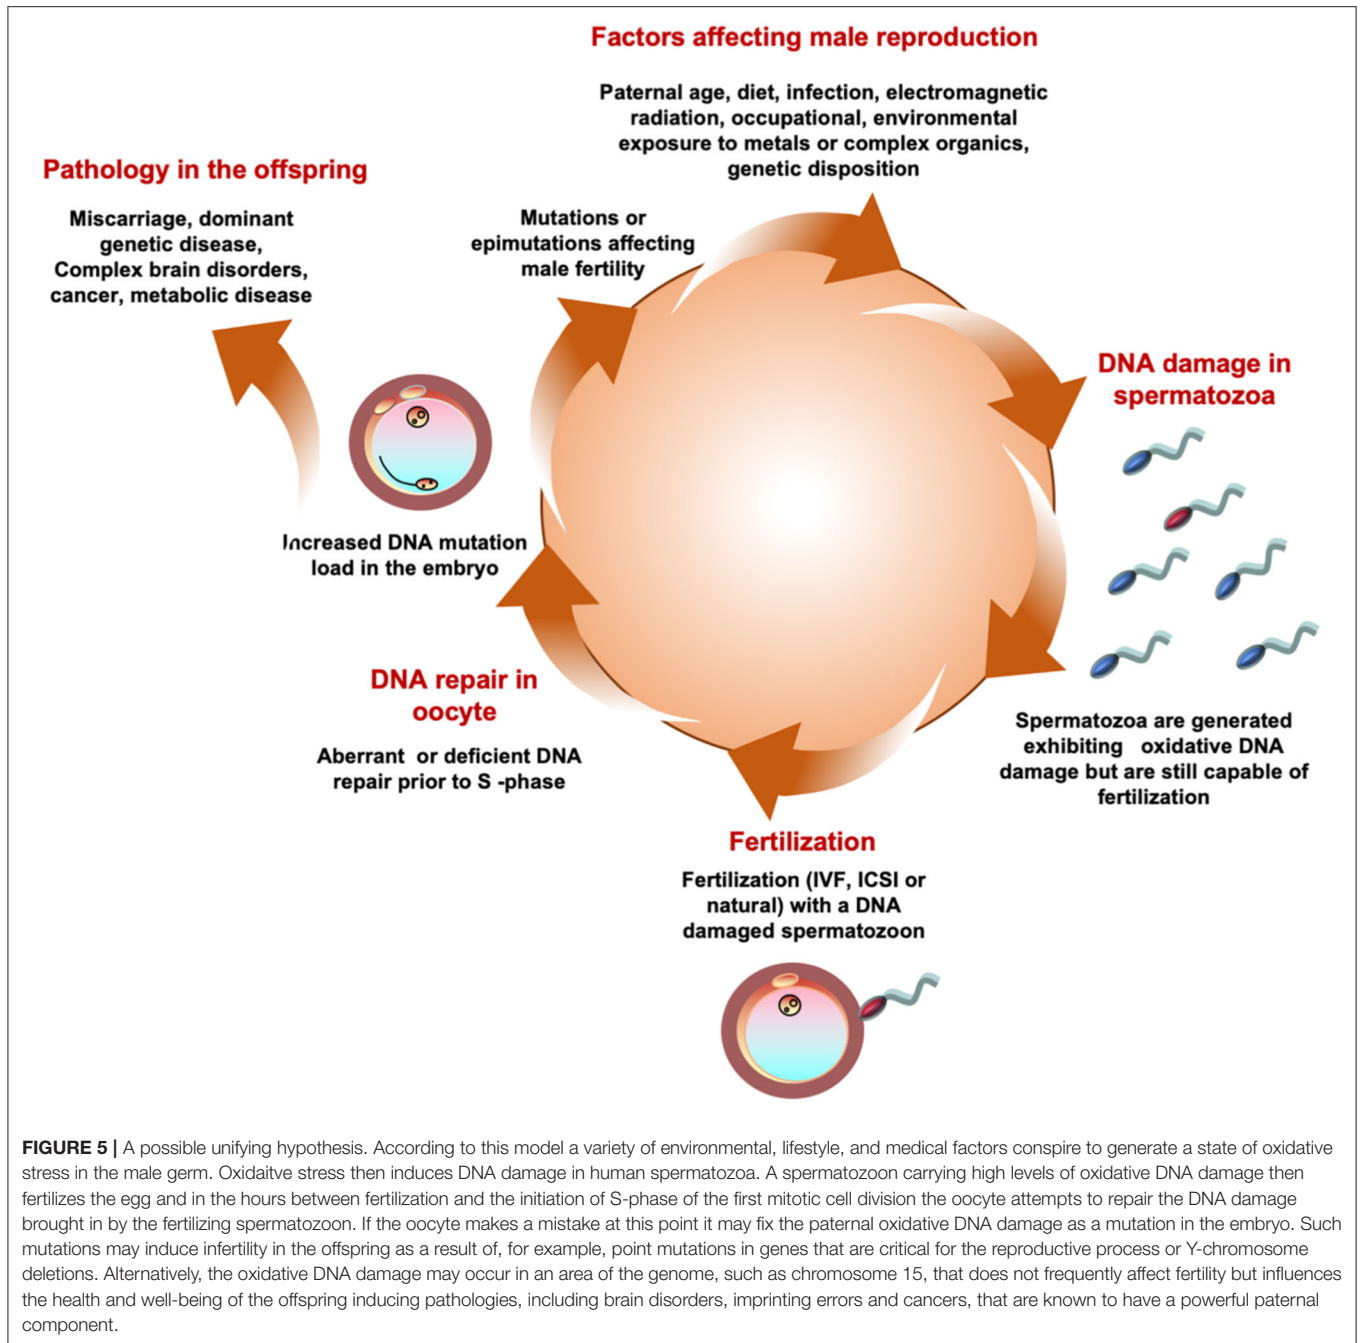 Factors affecting male reproduction
Paternal age, diet, infection, electromagnetic
radiation, occupational, environmental
exposure to metals or complex organics,
genetic disposition
Pathology in the offspring
Miscarriage, dominant
genetic disease,
Complex brain disorders,
cancer, metabolic disease
Mutations or
epimutations affecting
male fertility
DNA damage in
spermatozoa
Spermatozoa are generated
exhibiting oxidative DNA
damage but are still capable of
fertilization
Increased DNA mutation
load in the embryo
DNA repair in
oocyte
Aberrant or deficient DNA
repair prior to S -phase
Fertilization
Fertilization (IVF, ICSI or
natural) with a DNA
damaged spermatozoon
FIGURE 5 | A possible unifying hypothesis. According to this model a variety of environmental, lifestyle, and medical factors conspire to generate a state of oxidative
stress in the male germ. Oxidaitve stress then induces DNA damage in human spermatozoa. A spermatozoon carrying high levels of oxidative DNA damage then
fertilizes the egg and in the hours between fertilization and the initiation of S-phase of the first mitotic cell division the oocyte attempts to repair the DNA damage
brought in by the fertilizing spermatozoon. If the oocyte makes a mistake at this point it may fix the paternal oxidative DNA damage as a mutation in the embryo. Such
mutations may induce infertility in the offspring as a result of, for example, point mutations in genes that are critical for the reproductive process or Y-chromosome
deletions. Alternatively, the oxidative DNA damage may occur in an area of the genome, such as chromosome 15, that does not frequently affect fertility but influences
the health and well-being of the offspring inducing pathologies, including brain disorders, imprinting errors and cancers, that are known to have a powerful paternal
component.